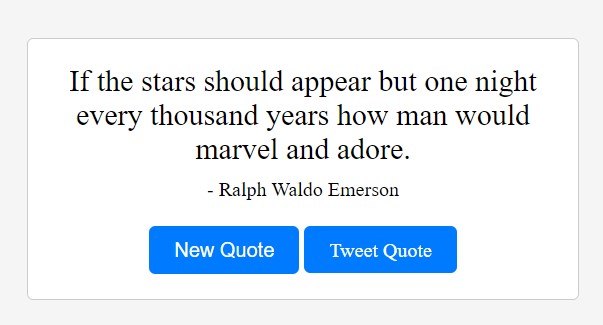 If the stars should appear but one night
every thousand years how man would
marvel and adore.
- Ralph Waldo Emerson
New Quote Tweet Quote